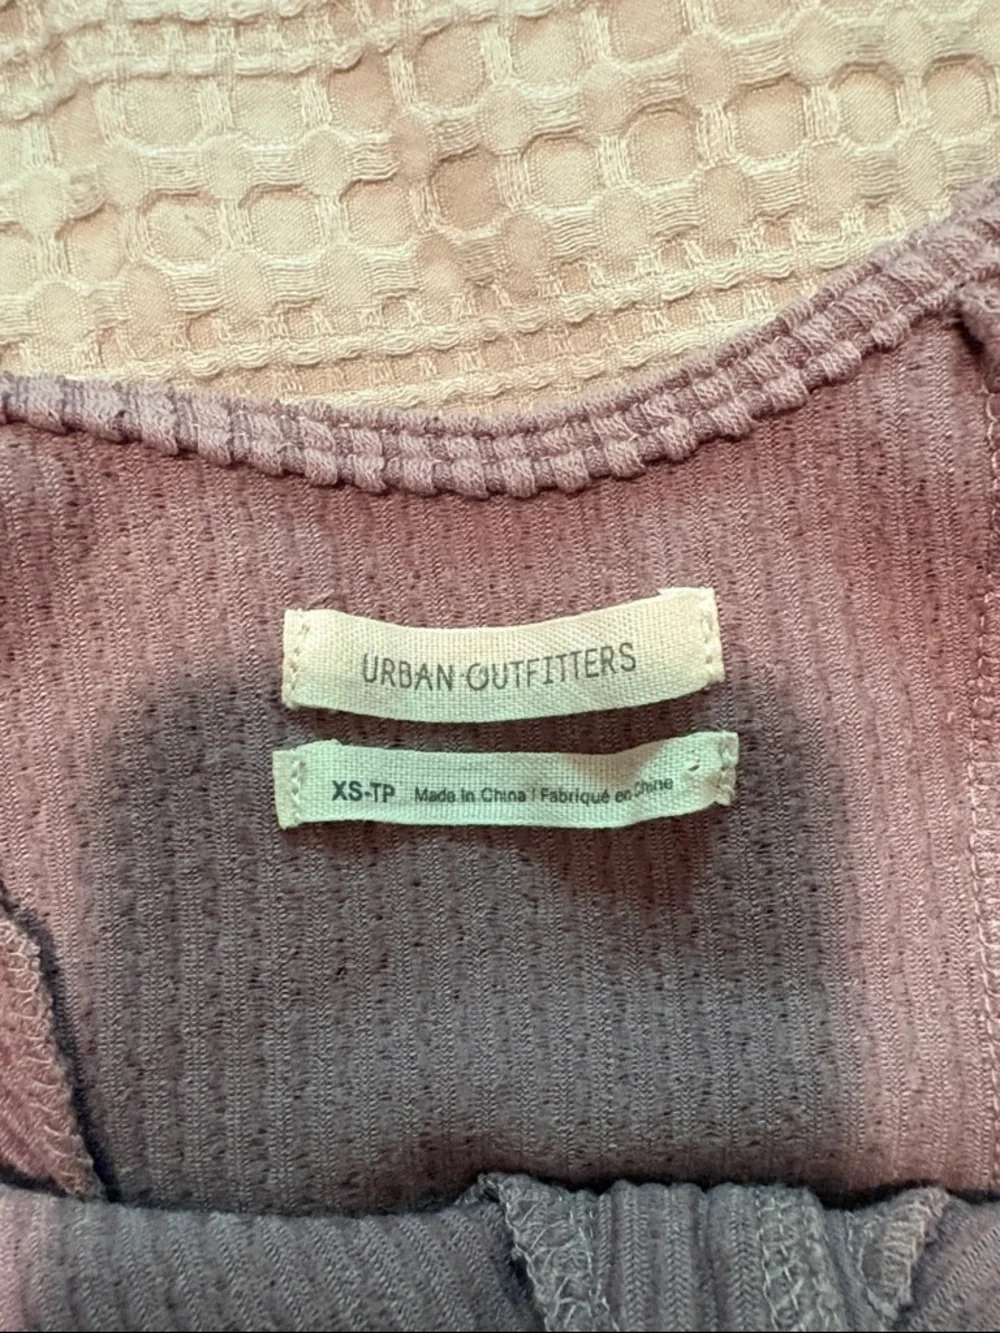 URBAN OUTFITTERS
XS-TP Made in China | Fabriqué en Chine